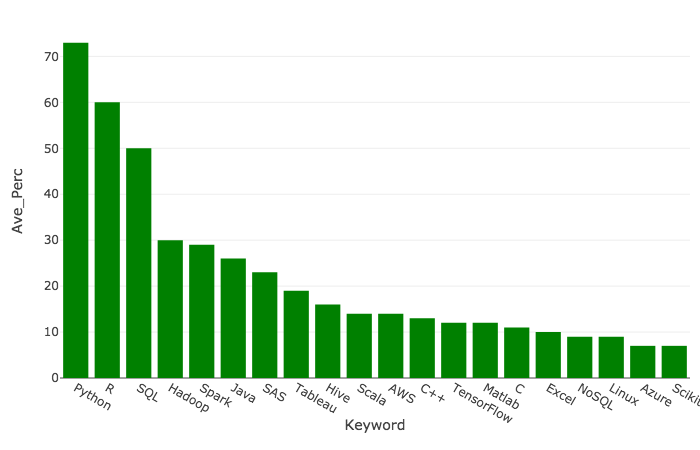 70
60
50
40
30
20
10
0
Ave_Perc
Python
R
SQL
Hadoop
Spark
Java
SAS
Tableau
Hive
Scala
AWS
C++
TensorFlow
Matlab
C
Excel
NoSQL
Linux
Azure
Scikit
Keyword